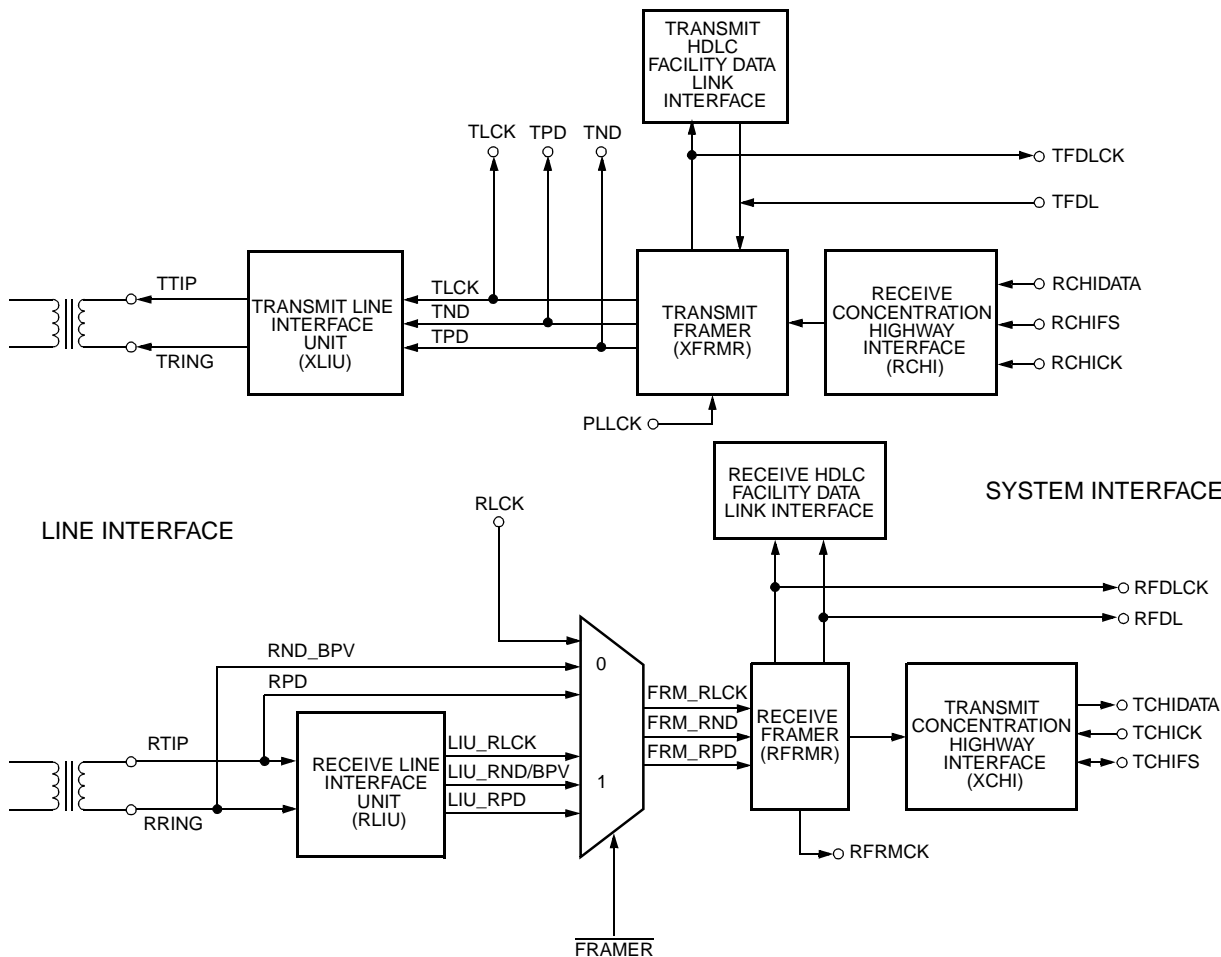 TRANSMIT
HDLC
FACILITY DATA
LINK
INTERFACE
TLCK
TPD
TND
TFDLCK
TFDL
TTIP
TRING
TRANSMIT LINE
INTERFACE
UNIT
(XLIU)
TLCK
TND
TPD
TRANSMIT
FRAMER
(XFRMR)
RECEIVE
CONCENTRATION
HIGHWAY
INTERFACE
(RCHI)
RCHIDATA
RCHIFS
RCHICK
PLLCK
RECEIVE HDLC
FACILITY DATA
LINK INTERFACE
SYSTEM INTERFACE
LINE INTERFACE
RLCK
RFDLCK
RFDL
RND_BPV
RPD
0
1
RTIP
RRING
RECEIVE LINE
INTERFACE
UNIT
(RLIU)
LIU_RLCK
LIU_RND/BPV
LIU_RPD
FRM_RLCK
FRM_RND
FRM_RPD
RECEIVE
FRAMER
(RFRMR)
TRANSMIT
CONCENTRATION
HIGHWAY
INTERFACE
(XCHI)
TCHIDATA
TCHICK
TCHIFS
RFRMCK
FRAMER